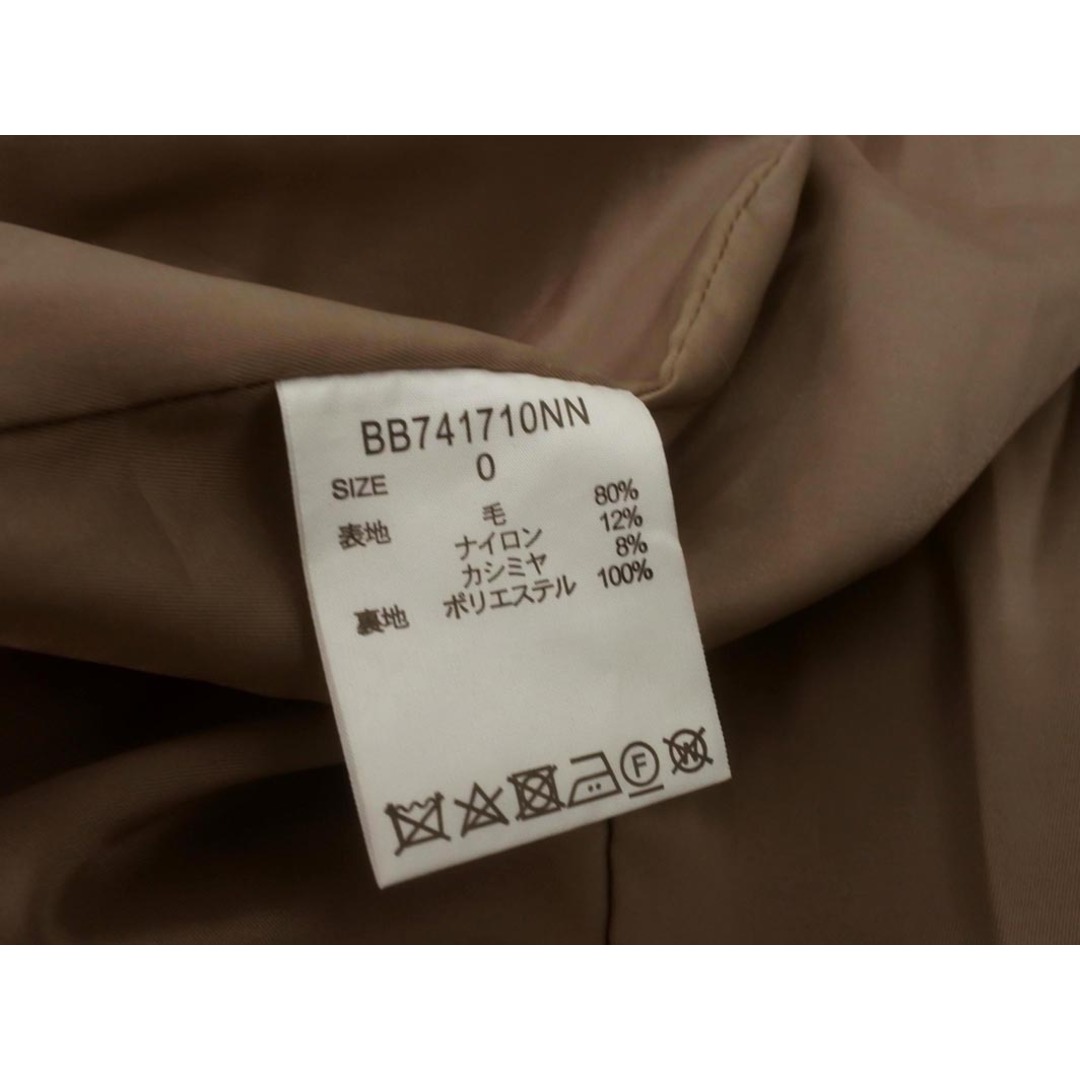 BB741710NN
SIZE 0
表地 毛 80%
ナイロン 12%
カシミヤ 8%
裏地 ポリエステル 100%
F
W